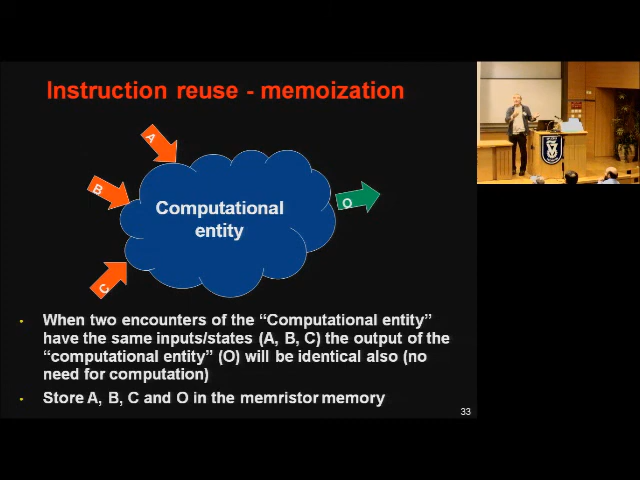 Instruction reuse - memoization
A
B
Computational
entity
O
C
• When two encounters of the “Computational entity”
have the same inputs/states (A, B, C) the output of the
“computational entity” (O) will be identical also (no
need for computation)
• Store A, B, C and O in the memristor memory
33